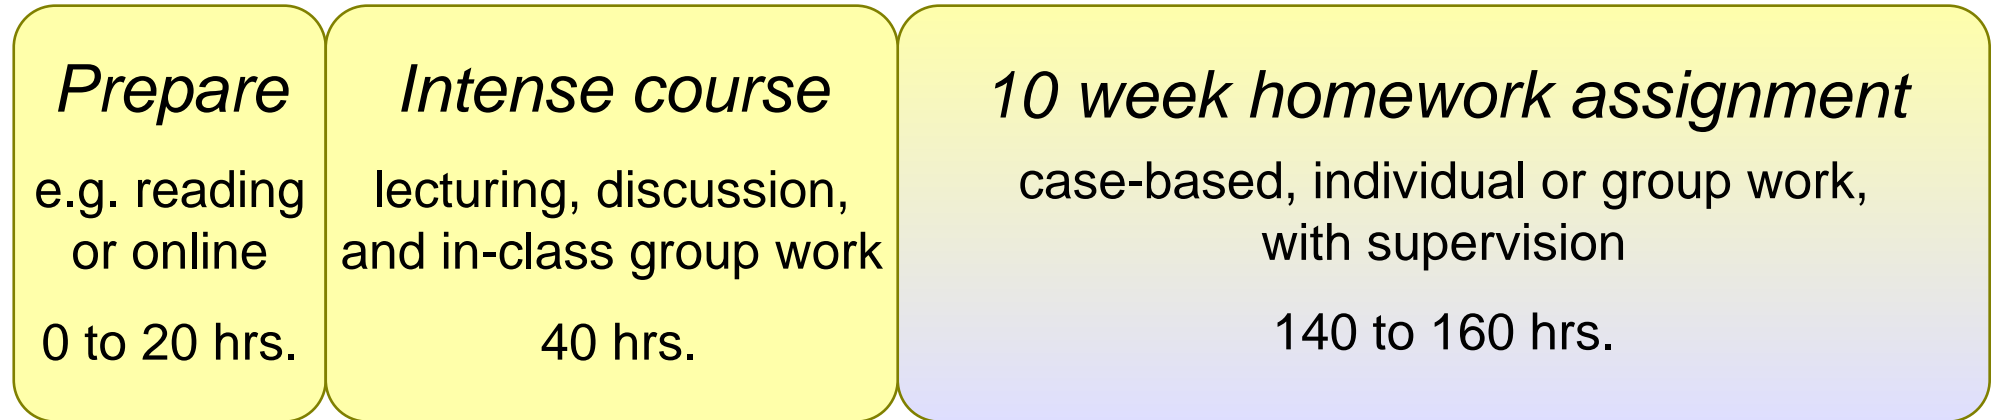 Prepare
e.g. reading
or online
0 to 20 hrs.
Intense course
lecturing, discussion,
and in-class group work
40 hrs.
10 week homework assignment
case-based, individual or group work,
with supervision
140 to 160 hrs.